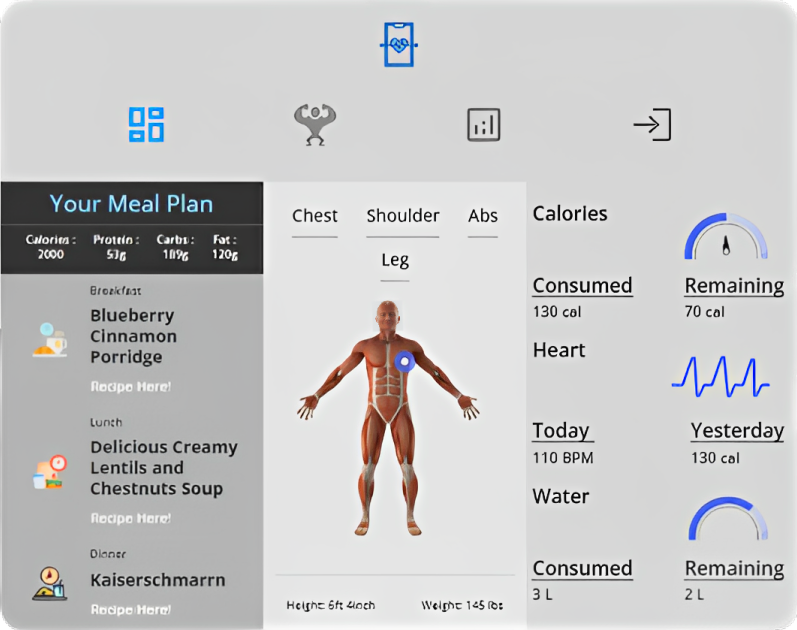 Your Meal Plan
Calories: Protein: Carbs: Fat:
2000 53g 189g 120g
Breakfast
Blueberry
Cinnamon
Porridge
Recipe Here!
Lunch
Delicious Creamy
Lentils and
Chestnuts Soup
Recipe Here!
Dinner
Kaiserschmarrn
Recipe Here!
Chest Shoulder Abs
Leg
Height: 6ft 4Inch Weight: 145 lbs
Calories
Consumed Remaining
130 cal 70 cal
Heart
Today Yesterday
110 BPM 130 cal
Water
Consumed Remaining
3 L 2 L